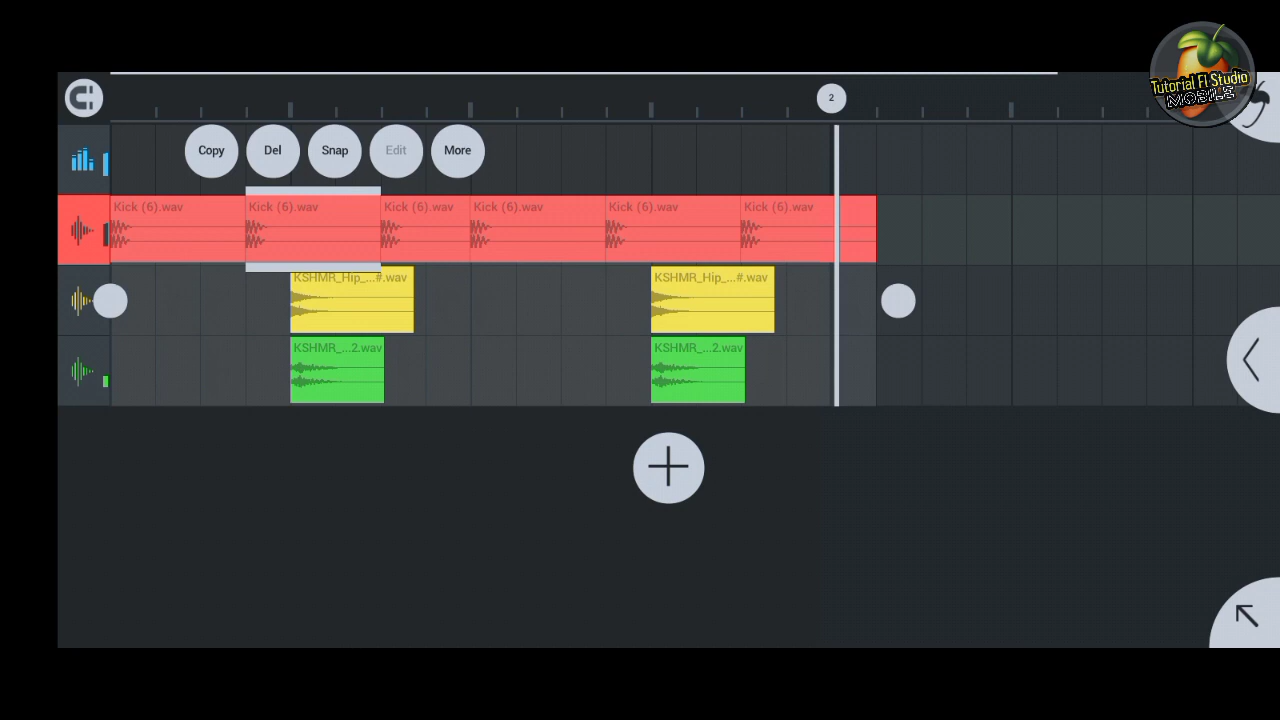 Tutorial Fl Studio
MOBILE
2
Copy
Del
Snap
Edit
More
Kick (6).wav
Kick (6).wav
Kick (6).wav
Kick (6).wav
Kick (6).wav
Kick (6).wav
KSHMR_Hip_...#.wav
KSHMR_Hip_...#.wav
KSHMR_...2.wav
KSHMR_...2.wav